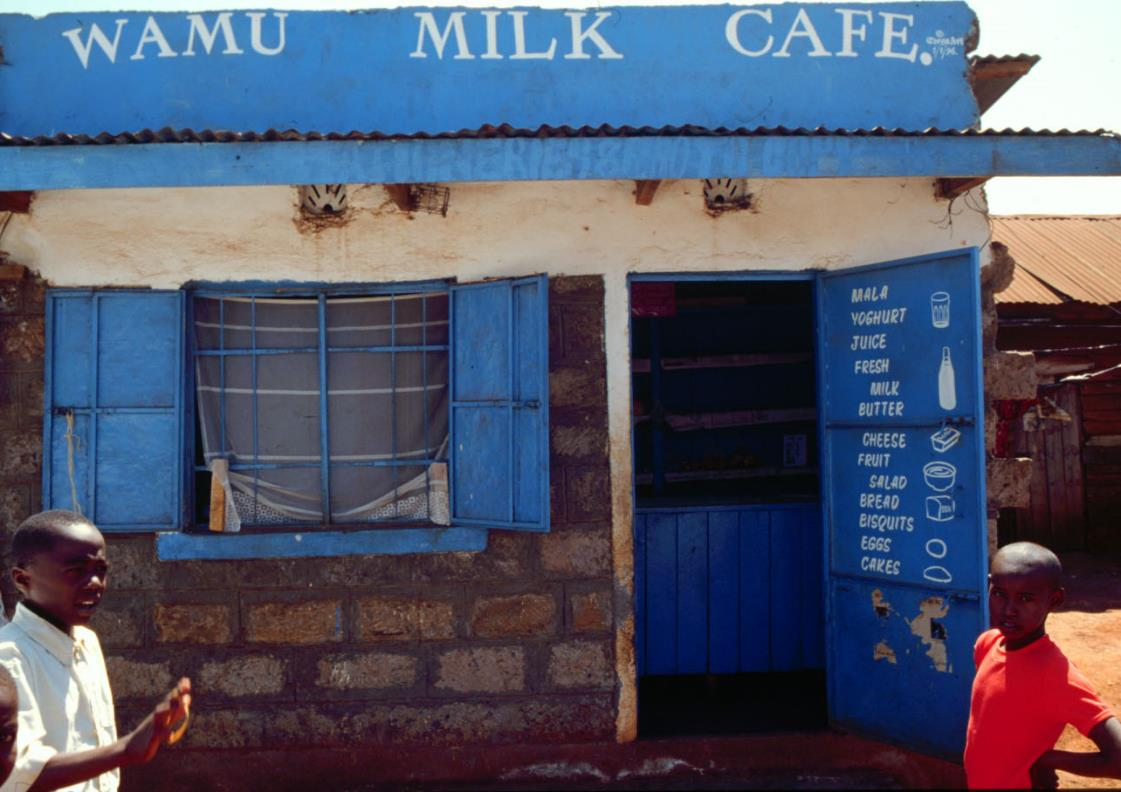 WAMU MILK CAFE.
MALA
YOGHURT
JUICE
FRESH
MILK
BUTTER
CHEESE
FRUIT
SALAD
BREAD
BISQUITS
EGGS
CAKES